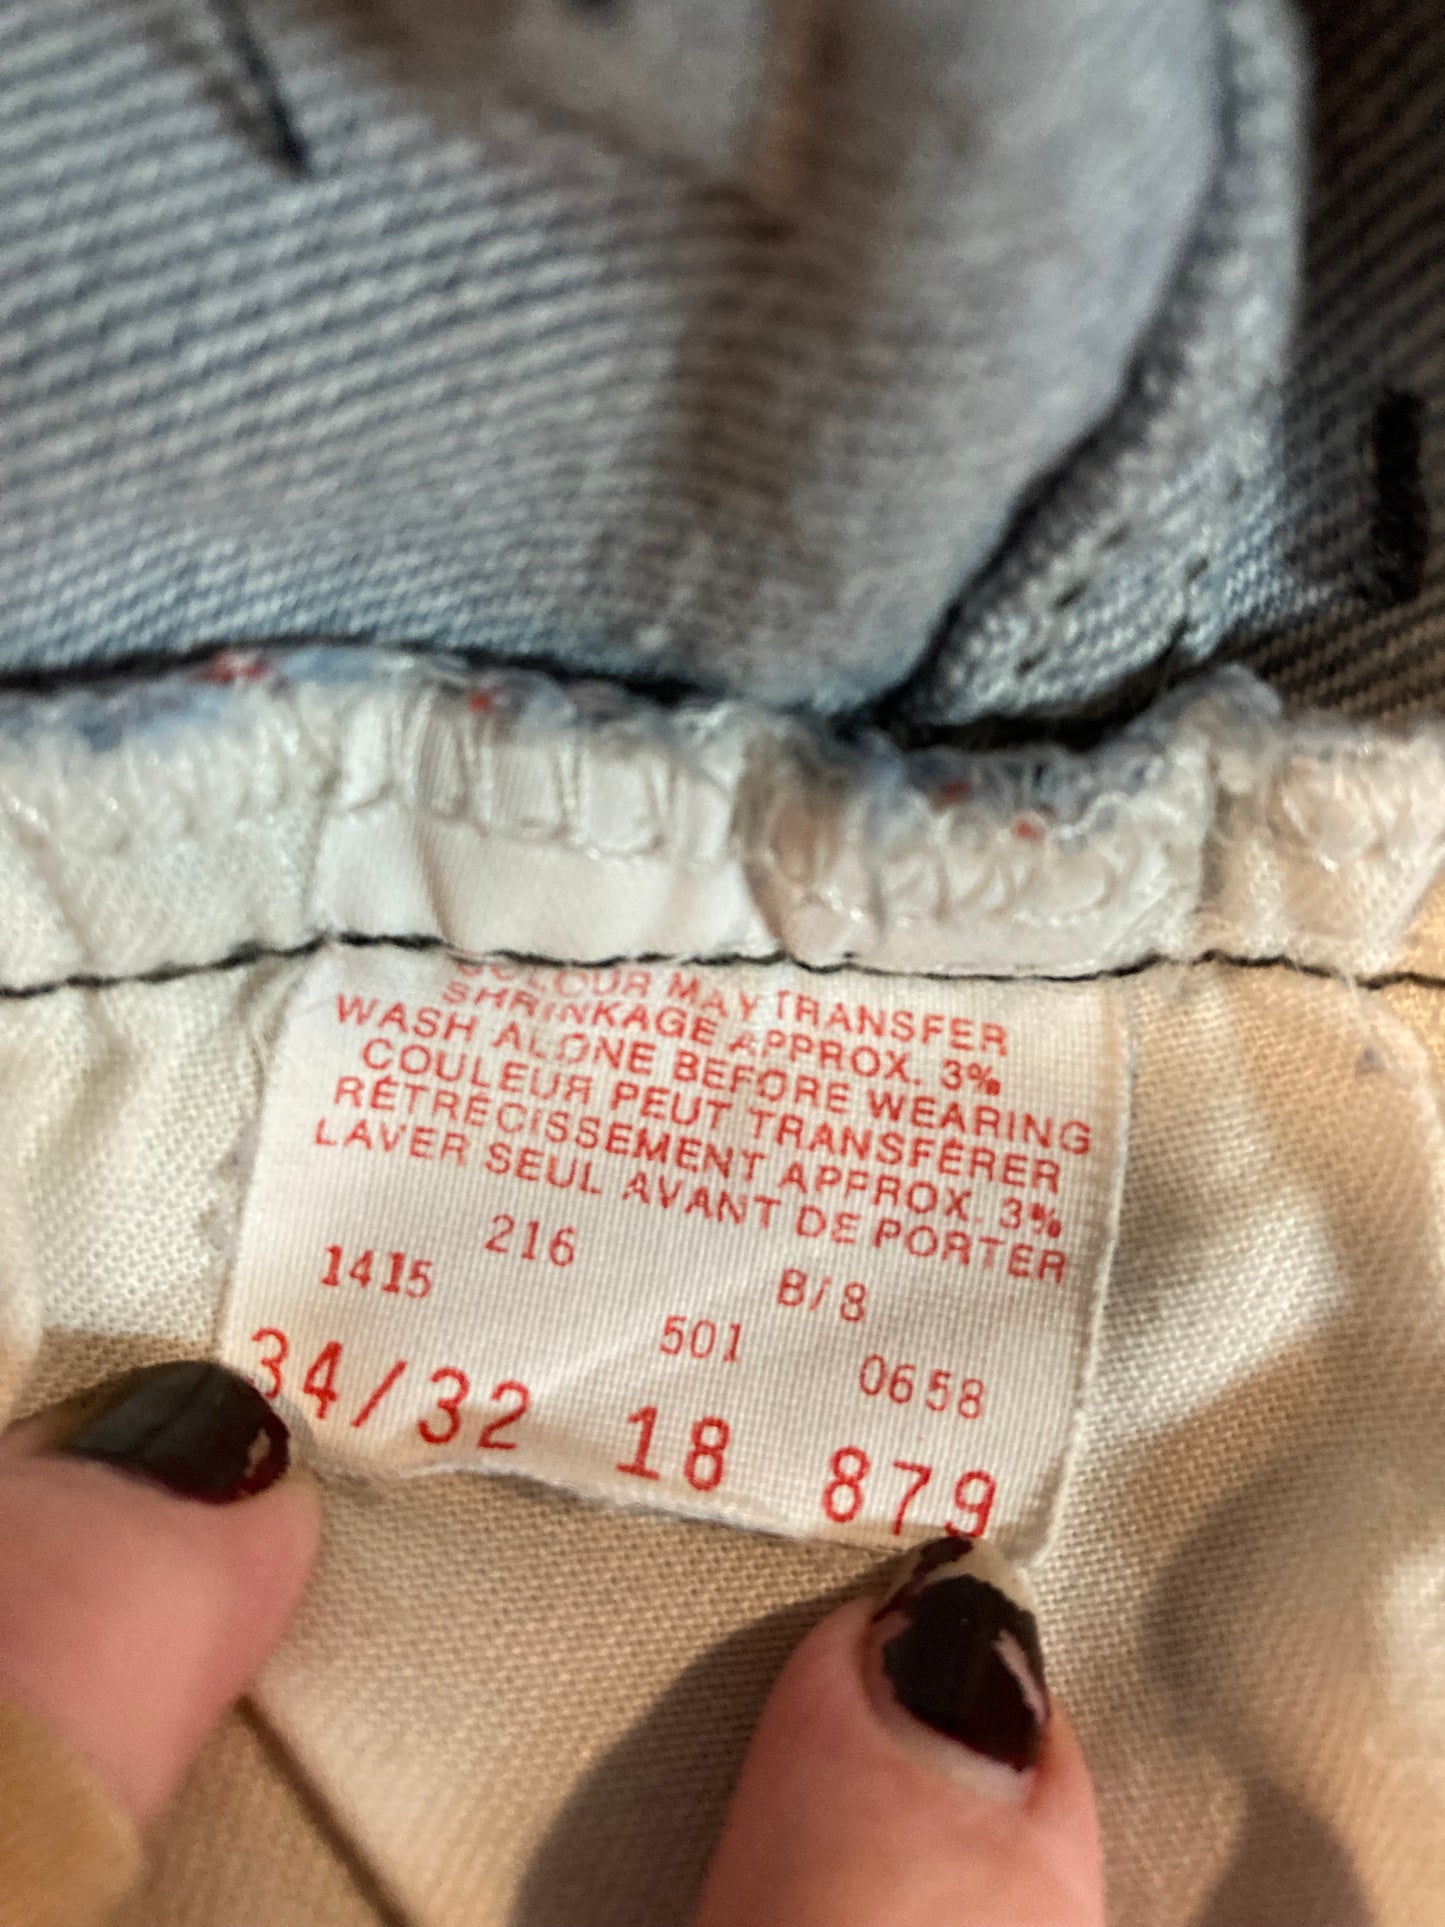 COLOUR MAY TRANSFER
SHRINKAGE APPROX. 3%
WASH ALONE BEFORE WEARING
COULEUR PEUT TRANSFÉRER
RÉTRÉCISSEMENT APPROX. 3%
LAVER SEUL AVANT DE PORTER
216 B/8
1415 501 0658
34/32 18 879